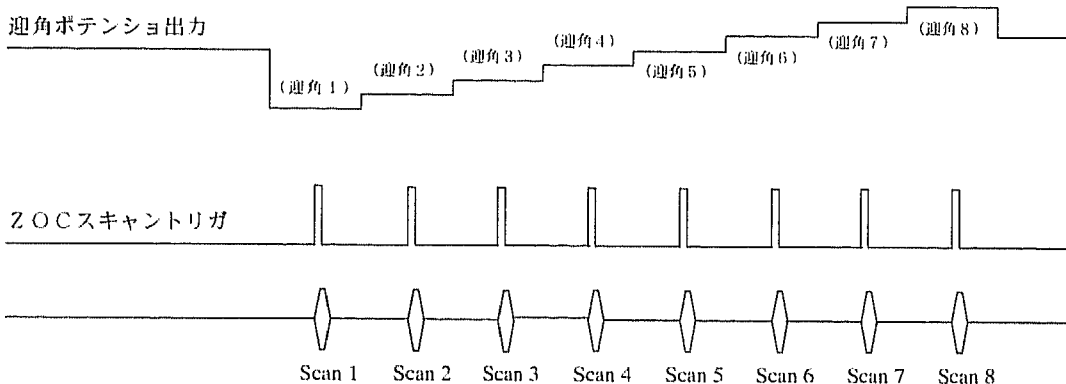 迎角ポテンショ出力
(迎角1)
(迎角2)
(迎角3)
(迎角4)
(迎角5)
(迎角6)
(迎角7)
(迎角8)
ZOCスキャントリガ
Scan 1 Scan 2 Scan 3 Scan 4 Scan 5 Scan 6 Scan 7 Scan 8